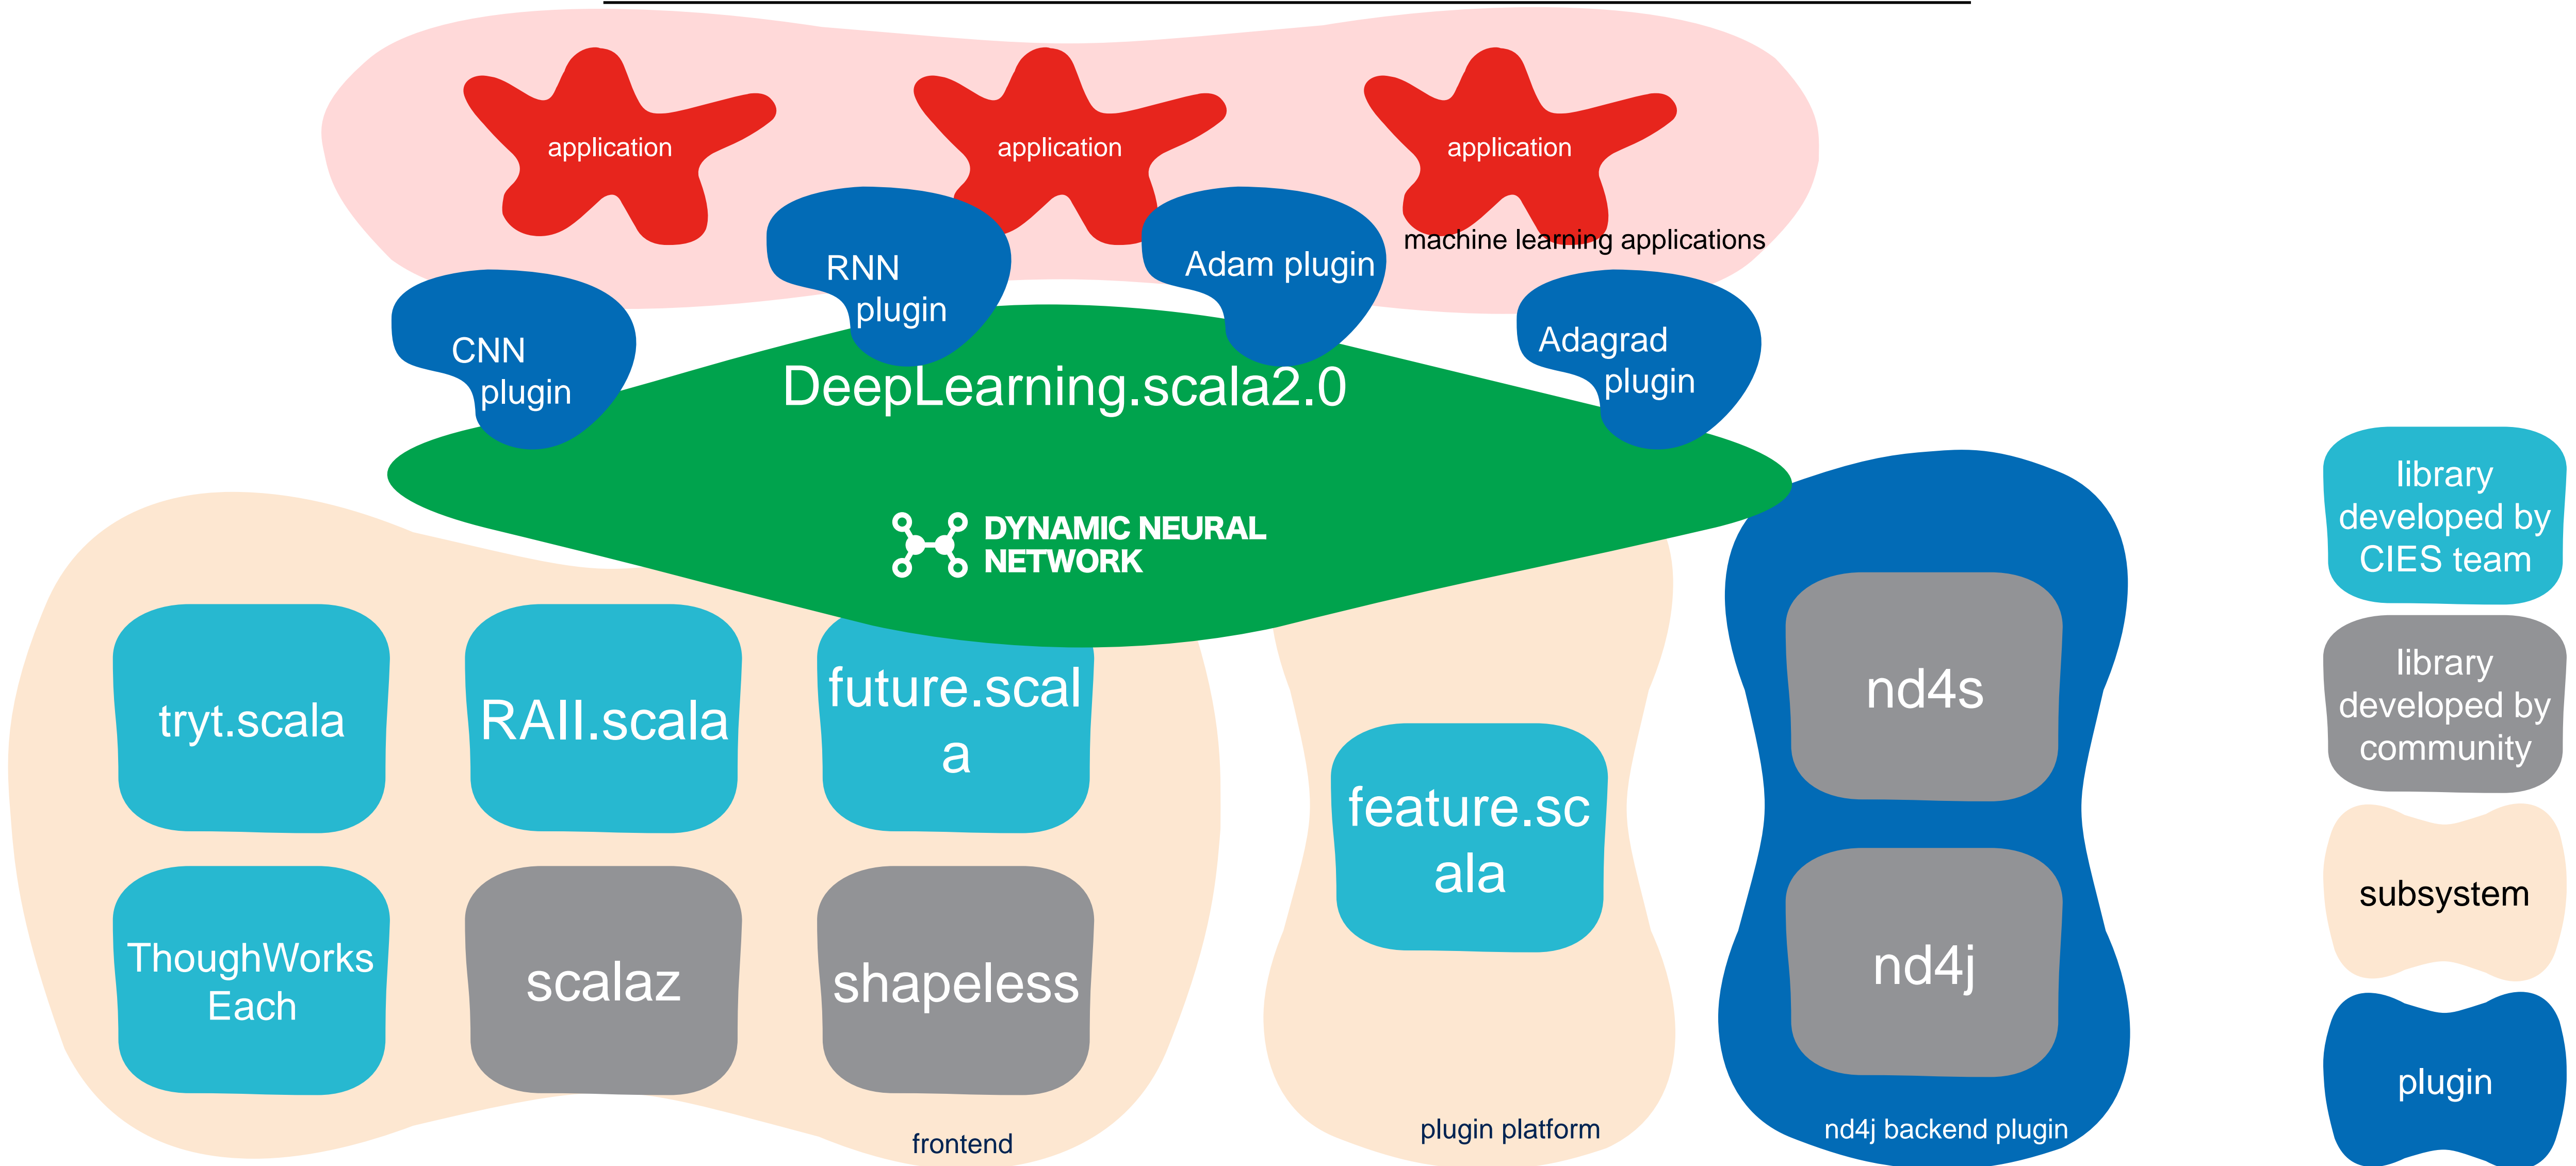 application
application
application
machine learning applications
RNN
plugin
Adam plugin
CNN
plugin
Adagrad
plugin
DeepLearning.scala2.0
DYNAMIC NEURAL
NETWORK
tryt.scala
RAII.scala
future.scal
a
ThoughWorks
Each
scalaz
shapeless
frontend
feature.sc
ala
plugin platform
nd4s
nd4j
nd4j backend plugin
library
developed by
CIES team
library
developed by
community
subsystem
plugin